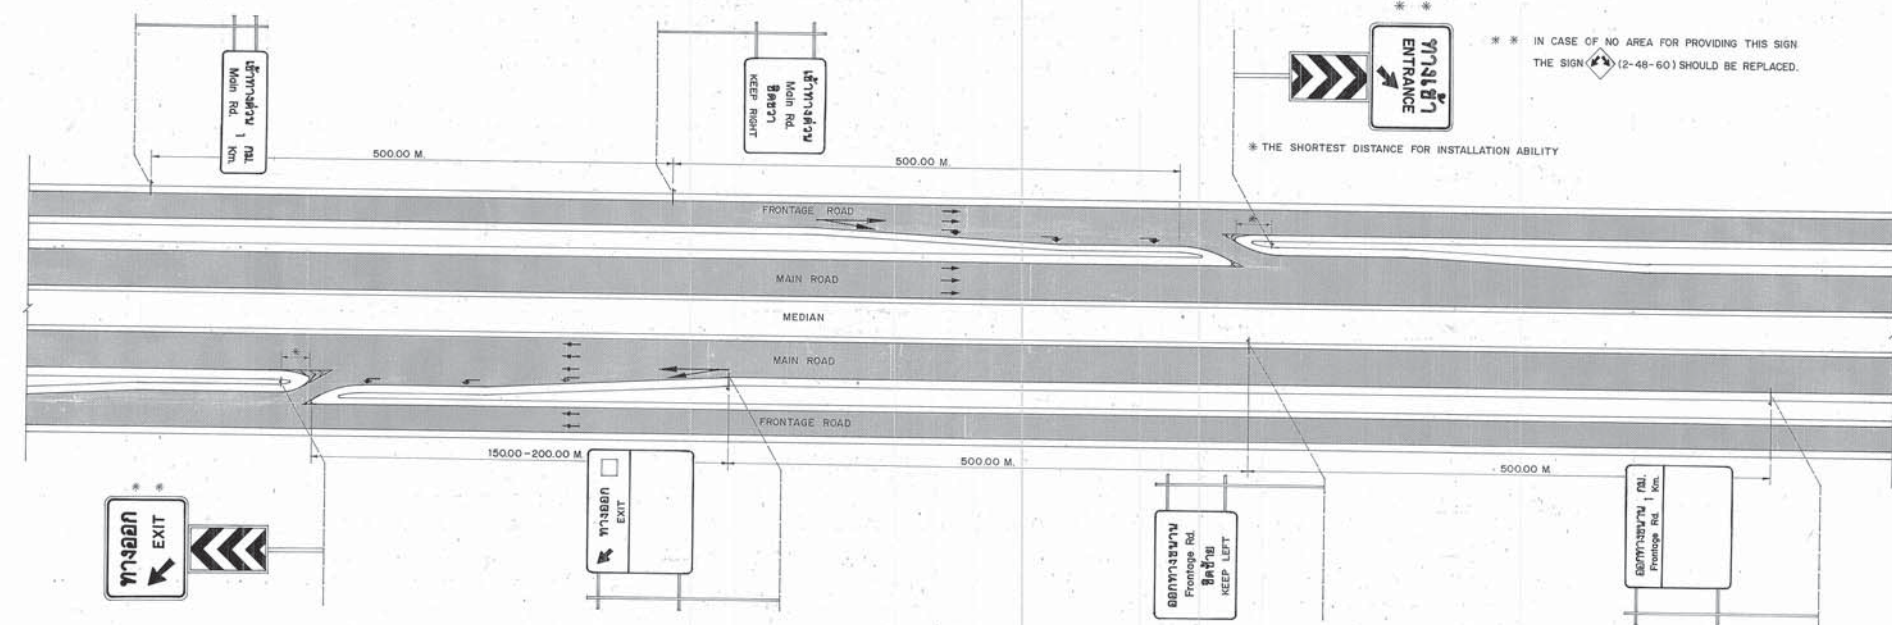 เข้าทางด่วน 1 กม.
Main Rd. 1 Km.
เข้าทางด่วน
Main Rd.
ชิดขวา
KEEP RIGHT
* *
ทางเข้า
ENTRANCE
* * IN CASE OF NO AREA FOR PROVIDING THIS SIGN
THE SIGN (2-48-60) SHOULD BE REPLACED.
* THE SHORTEST DISTANCE FOR INSTALLATION ABILITY
500.00 M.
500.00 M.
FRONTAGE ROAD
*
MAIN ROAD
MEDIAN
MAIN ROAD
*
FRONTAGE ROAD
150.00-200.00 M.
500.00 M.
500.00 M.
* *
ทางออก
EXIT
ทางออก
EXIT
ออกทางขนาน
Frontage Rd.
ชิดซ้าย
KEEP LEFT
ออกทางขนาน 1 กม.
Frontage Rd. 1 Km.